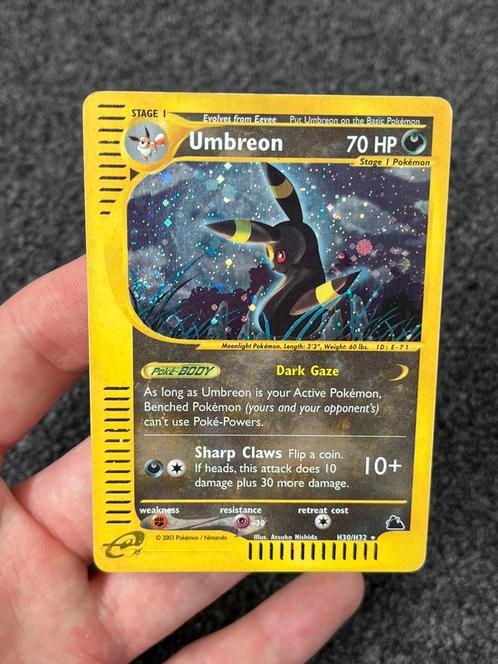 STAGE 1
Evolves from Eevee Put Umbreon on the Basic Pokémon
Umbreon 70 HP
Stage 1 Pokémon
Moonlight Pokémon. Length: 3'3", Weight: 60 lbs. ID: E-71
Poké-BODY Dark Gaze
As long as Umbreon is your Active Pokémon,
Benched Pokémon (yours and your opponent's)
can't use Poké-Powers.
Sharp Claws Flip a coin.
If heads, this attack does 10
damage plus 30 more damage.
10+
weakness resistance retreat cost
-30
© 2003 Pokémon / Nintendo Illus. Atsuko Nishida H30/H32 ★